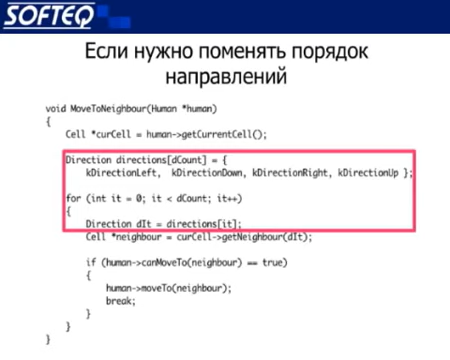 SOFTEQ
Если нужно поменять порядок
направлений
void MoveToNeighbour(Human *human)
{
Cell *curCell = human->getCurrentCell();
Direction directions[dCount] = {
kDirectionLeft, kDirectionDown, kDirectionRight, kDirectionUp };
for (int it = 0; it < dCount; it++)
{
Direction dIt = directions[it];
Cell *neighbour = curCell->getNeighbour(dIt);
if (human->canMoveTo(neighbour) == true)
{
human->moveTo(neighbour);
break;
}
}
}